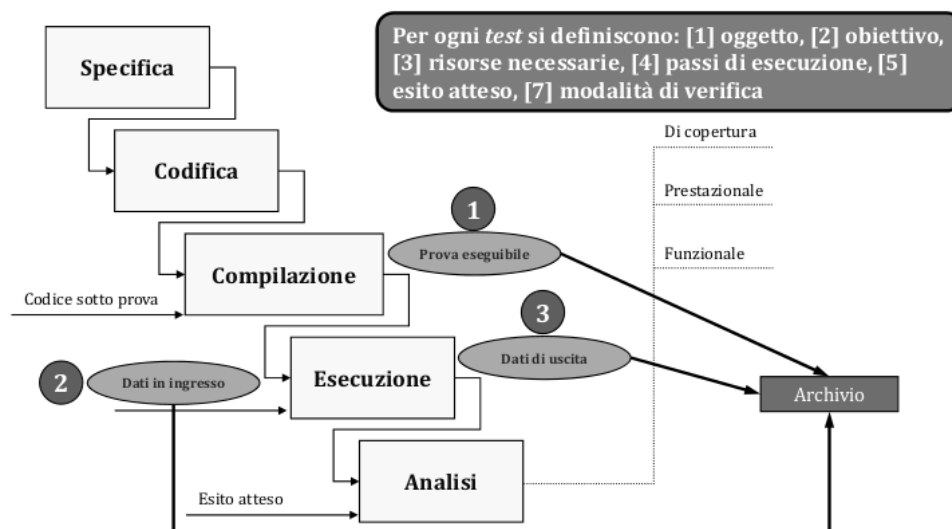 Per ogni test si definiscono: [1] oggetto, [2] obiettivo,
[3] risorse necessarie, [4] passi di esecuzione, [5]
esito atteso, [7] modalità di verifica
Specifica
Codifica
Compilazione
Esecuzione
Analisi
Codice sotto prova
2
Dati in ingresso
Esito atteso
1
Prova eseguibile
3
Dati di uscita
Di copertura
Prestazionale
Funzionale
Archivio